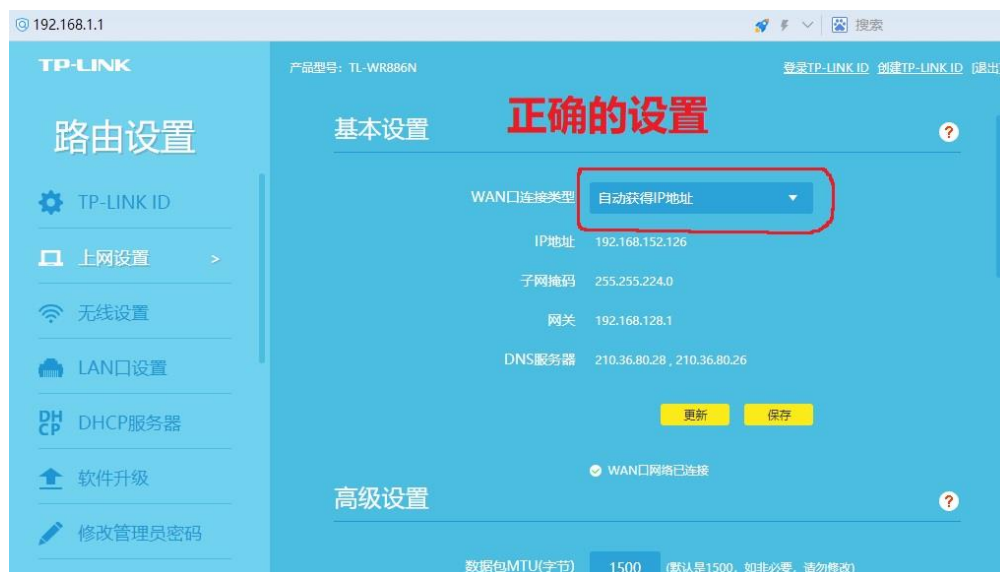 192.168.1.1
搜索
TP-LINK
产品型号: TL-WR886N
登录TP-LINK ID 创建TP-LINK ID [退出
路由设置
基本设置
正确的设置
?
TP-LINK ID
WAN口连接类型 自动获得IP地址
IP地址 192.168.152.126
上网设置 >
子网掩码 255.255.224.0
无线设置
网关 192.168.128.1
LAN口设置
DNS服务器 210.36.80.28 , 210.36.80.26
DHCP
DHCP服务器
更新 保存
软件升级
WAN口网络已连接
高级设置
?
修改管理员密码
数据包MTU(字节) 1500 (默认是1500, 如非必要, 请勿修改)